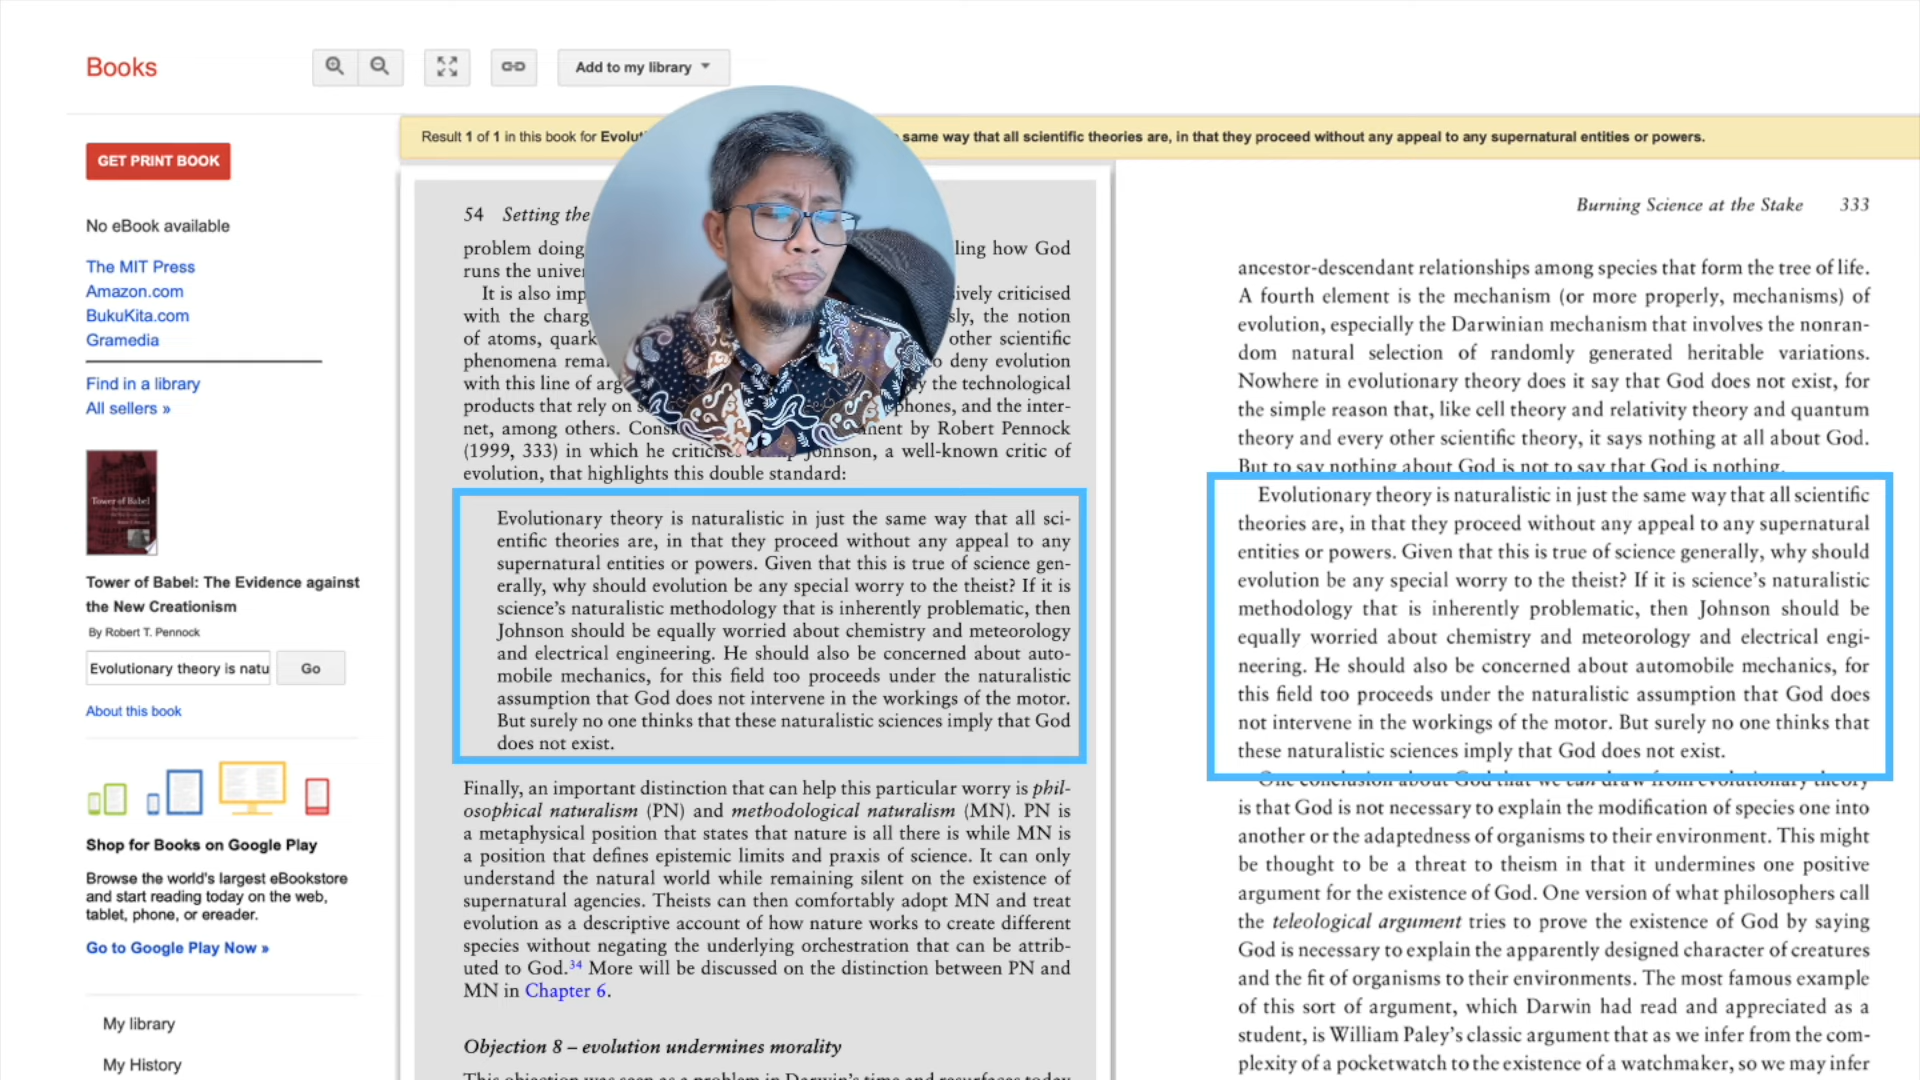 Books
Add to my library
Result 1 of 1 in this book for Evolut
same way that all scientific theories are, in that they proceed without any appeal to any supernatural entities or powers.
GET PRINT BOOK
No eBook available
The MIT Press
Amazon.com
BukuKita.com
Gramedia
Find in a library
All sellers »
Tower of Babel
Tower of Babel: The Evidence against
the New Creationism
By Robert T. Pennock
Evolutionary theory is natu
Go
About this book
Shop for Books on Google Play
Browse the world's largest eBookstore
and start reading today on the web,
tablet, phone, or ereader.
Go to Google Play Now »
My library
My History
54 Setting the
problem doing ling how God
runs the univer
It is also imp ively criticised
with the charg sly, the notion
of atoms, quark other scientific
phenomena rema o deny evolution
with this line of arg y the technological
products that rely on s phones, and the inter-
net, among others. Cons ment by Robert Pennock
(1999, 333) in which he criticises Johnson, a well-known critic of
evolution, that highlights this double standard:
Evolutionary theory is naturalistic in just the same way that all sci-
entific theories are, in that they proceed without any appeal to any
supernatural entities or powers. Given that this is true of science gen-
erally, why should evolution be any special worry to the theist? If it is
science's naturalistic methodology that is inherently problematic, then
Johnson should be equally worried about chemistry and meteorology
and electrical engineering. He should also be concerned about auto-
mobile mechanics, for this field too proceeds under the naturalistic
assumption that God does not intervene in the workings of the motor.
But surely no one thinks that these naturalistic sciences imply that God
does not exist.
Finally, an important distinction that can help this particular worry is phil-
osophical naturalism (PN) and methodological naturalism (MN). PN is
a metaphysical position that states that nature is all there is while MN is
a position that defines epistemic limits and praxis of science. It can only
understand the natural world while remaining silent on the existence of
supernatural agencies. Theists can then comfortably adopt MN and treat
evolution as a descriptive account of how nature works to create different
species without negating the underlying orchestration that can be attrib-
uted to God.34 More will be discussed on the distinction between PN and
MN in Chapter 6.
Objection 8 – evolution undermines morality
This objection was seen as a problem in Darwin's time and resurfaces today
Burning Science at the Stake 333
ancestor-descendant relationships among species that form the tree of life.
A fourth element is the mechanism (or more properly, mechanisms) of
evolution, especially the Darwinian mechanism that involves the nonran-
dom natural selection of randomly generated heritable variations.
Nowhere in evolutionary theory does it say that God does not exist, for
the simple reason that, like cell theory and relativity theory and quantum
theory and every other scientific theory, it says nothing at all about God.
But to say nothing about God is not to say that God is nothing.
Evolutionary theory is naturalistic in just the same way that all scientific
theories are, in that they proceed without any appeal to any supernatural
entities or powers. Given that this is true of science generally, why should
evolution be any special worry to the theist? If it is science's naturalistic
methodology that is inherently problematic, then Johnson should be
equally worried about chemistry and meteorology and electrical engi-
neering. He should also be concerned about automobile mechanics, for
this field too proceeds under the naturalistic assumption that God does
not intervene in the workings of the motor. But surely no one thinks that
these naturalistic sciences imply that God does not exist.
One conclusion about God that we can draw from evolutionary theory
is that God is not necessary to explain the modification of species one into
another or the adaptedness of organisms to their environment. This might
be thought to be a threat to theism in that it undermines one positive
argument for the existence of God. One version of what philosophers call
the teleological argument tries to prove the existence of God by saying
God is necessary to explain the apparently designed character of creatures
and the fit of organisms to their environments. The most famous example
of this sort of argument, which Darwin had read and appreciated as a
student, is William Paley's classic argument that as we infer from the com-
plexity of a pocketwatch to the existence of a watchmaker, so we may infer